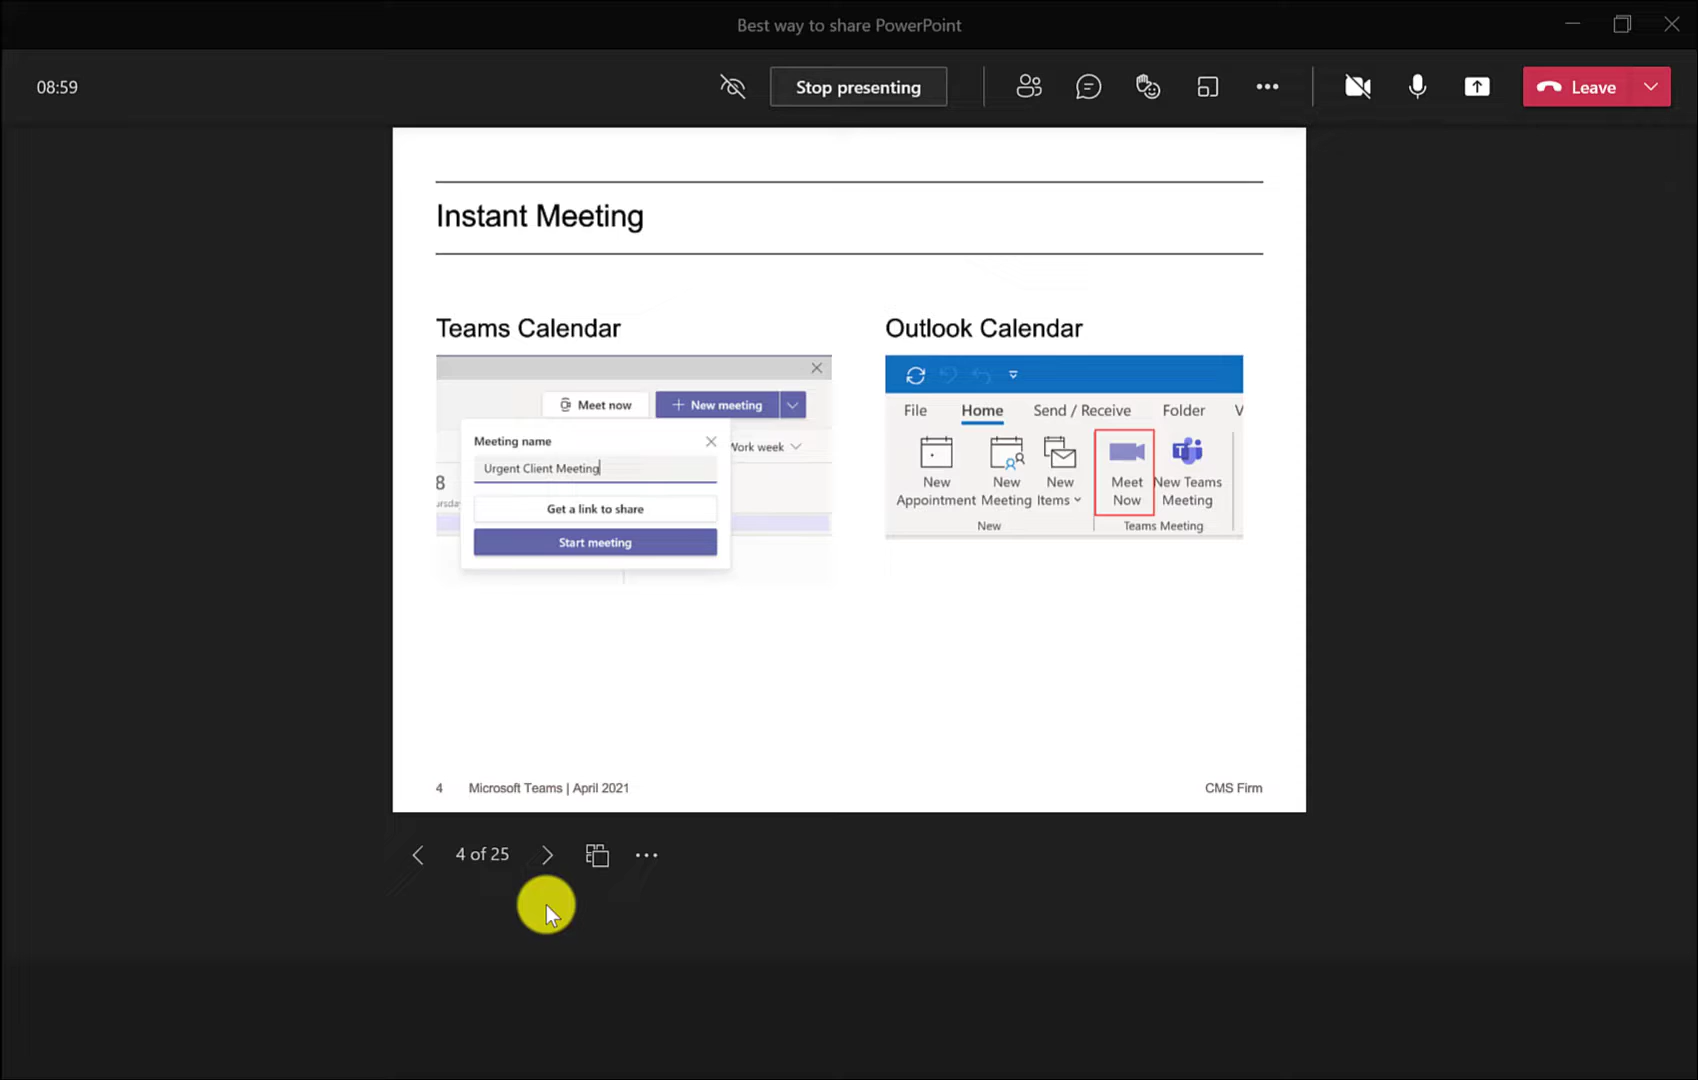 Best way to share PowerPoint
08:59
Stop presenting
Leave
Instant Meeting
Teams Calendar
Meet now
New meeting
Meeting name
Work week
Urgent Client Meeting
8
Get a link to share
Start meeting
Outlook Calendar
File Home Send / Receive Folder V
New Appointment
New Meeting
New Items
Meet Now
New Teams Meeting
New
Teams Meeting
4 Microsoft Teams | April 2021 CMS Firm
4 of 25